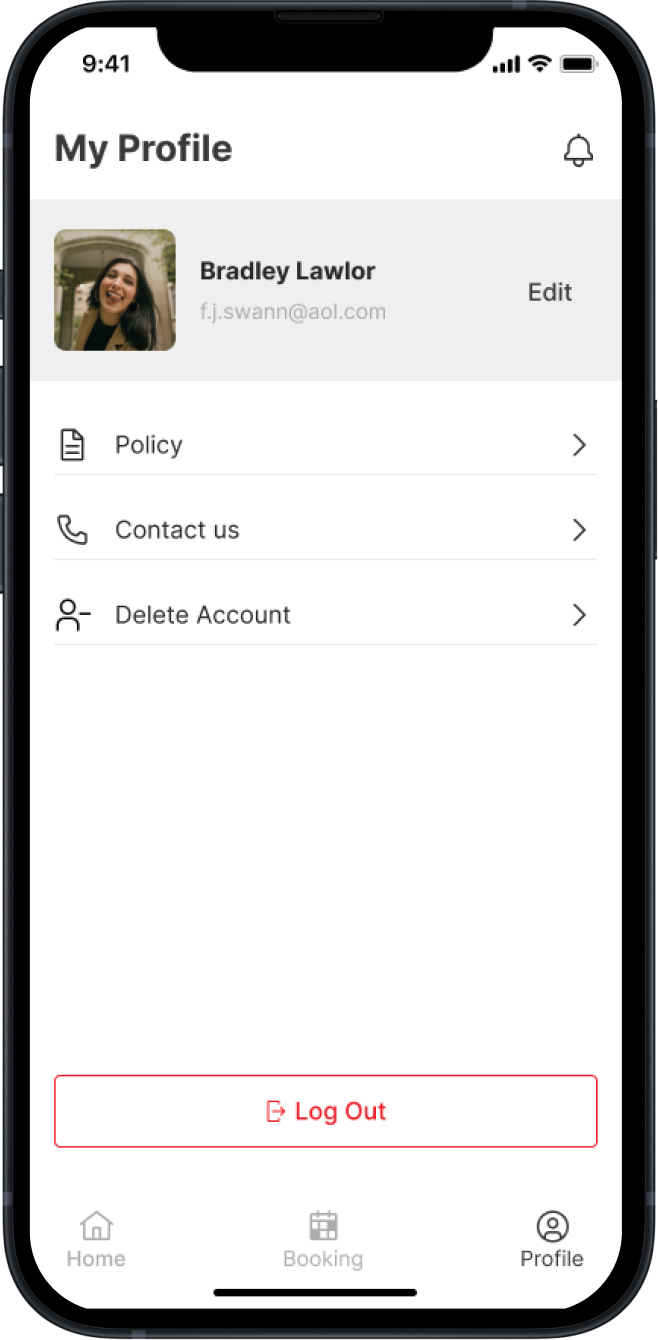 9:41
My Profile
Bradley Lawlor
f.j.swann@aol.com
Edit
Policy
Contact us
Delete Account
Log Out
Home
Booking
Profile